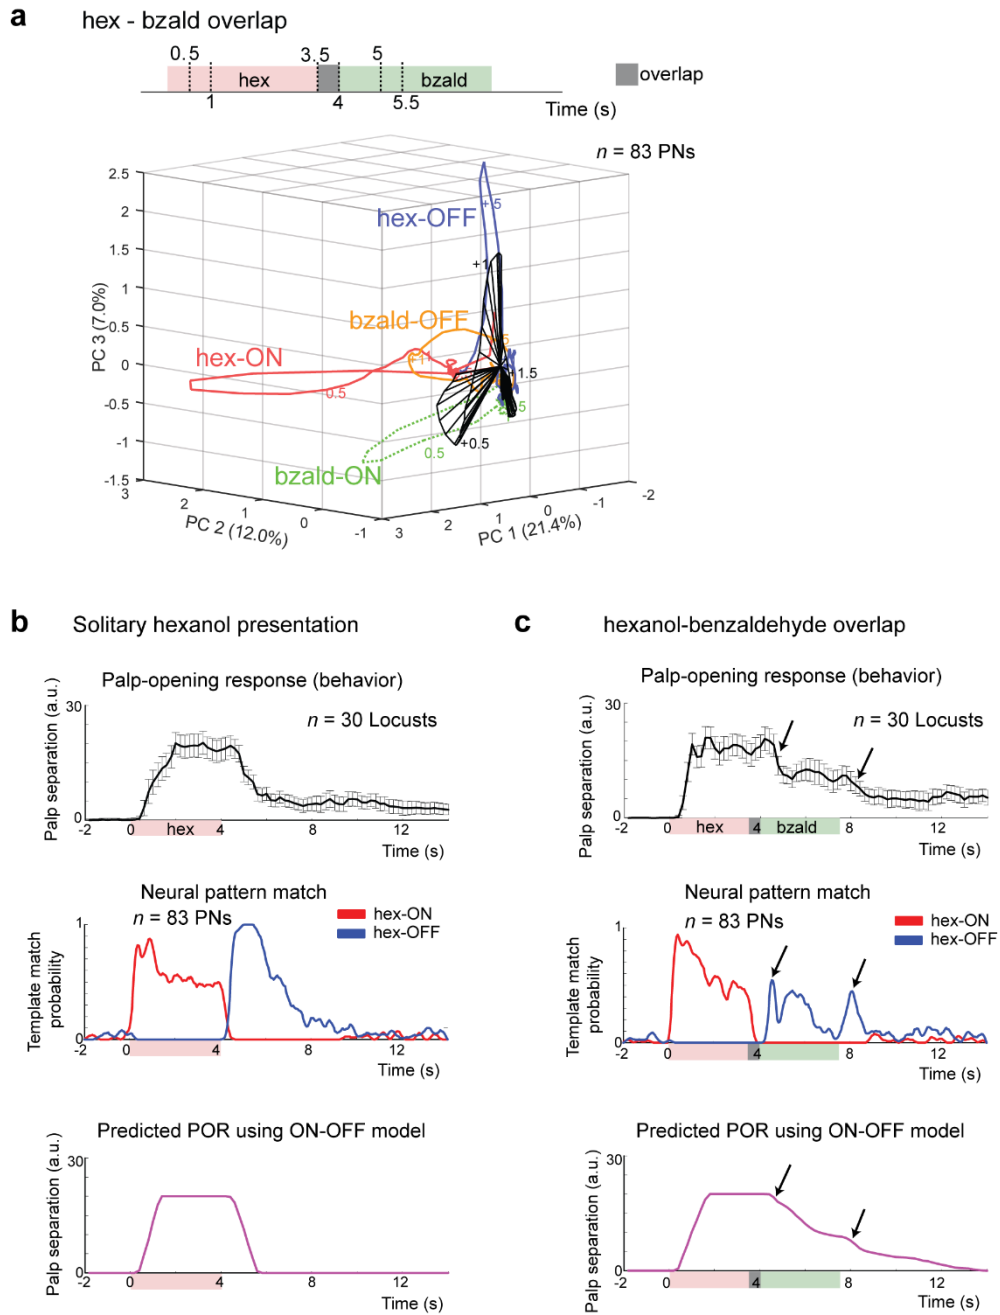 a
hex - bzald overlap
0.5 3.5 5
hex bzald overlap
1 4 5.5
Time (s)
n = 83 PNs
2.5
2
1.5
1
0.5
0
-0.5
-1
-1.5
PC 3 (7.0%)
hex-OFF
+.5
+1
bzald-OFF
.5
+1
hex-ON
+1.5
0.5
.5
+0.5
0.5
bzald-ON
3 2 1 0 -1
PC 2 (12.0%)
3 2 1 0 -1 -2
PC 1 (21.4%)
b Solitary hexanol presentation
Palp-opening response (behavior)
Palp separation (a.u.)
30
0
n = 30 Locusts
hex
-2 0 4 8 12
Time (s)
Neural pattern match
n = 83 PNs
hex-ON
hex-OFF
Template match
probability
1
0
-2 0 4 8 12
Time (s)
Predicted POR using ON-OFF model
Palp separation (a.u.)
30
0
-2 0 4 8 12
Time (s)
c hexanol-benzaldehyde overlap
Palp-opening response (behavior)
Palp separation (a.u.)
30
0
n = 30 Locusts
hex bzald
-2 0 4 8 12
Time (s)
Neural pattern match
n = 83 PNs
hex-ON
hex-OFF
Template match
probability
1
0
-2 0 4 8 12
Time (s)
Predicted POR using ON-OFF model
Palp separation (a.u.)
30
0
-2 0 4 8 12
Time (s)